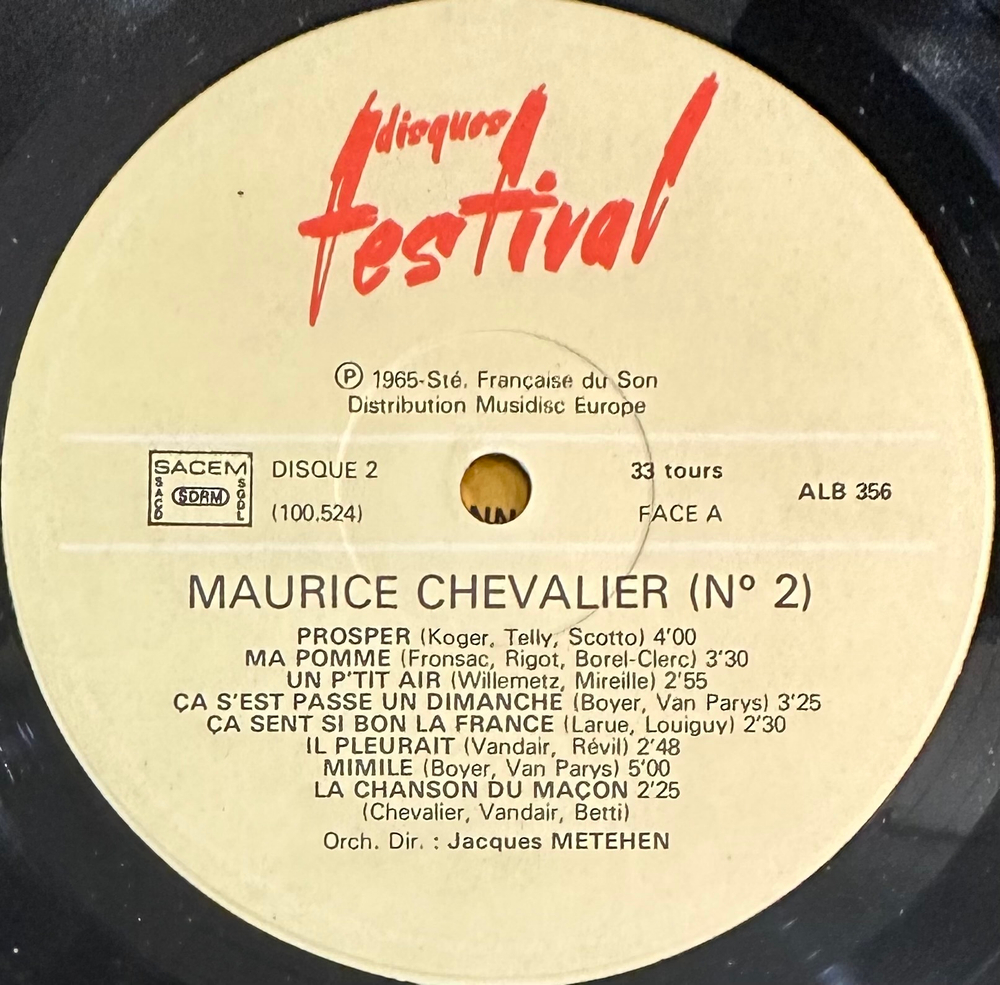 disques
festival
℗ 1965-Sté. Française du Son
Distribution Musidisc Europe
SACEM
SACD
SDRM
SGDL
DISQUE 2
(100.524)
33 tours
FACE A
ALB 356
MAURICE CHEVALIER (Nº 2)
PROSPER (Koger, Telly, Scotto) 4'00
MA POMME (Fronsac, Rigot, Borel-Clerc) 3'30
UN P'TIT AIR (Willemetz, Mireille) 2'55
ÇA S'EST PASSE UN DIMANCHE (Boyer, Van Parys) 3'25
ÇA SENT SI BON LA FRANCE (Larue, Louiguy) 2'30
IL PLEURAIT (Vandair, Révil) 2'48
MIMILE (Boyer, Van Parys) 5'00
LA CHANSON DU MAÇON 2'25
(Chevalier, Vandair, Betti)
Orch. Dir. : Jacques METEHEN